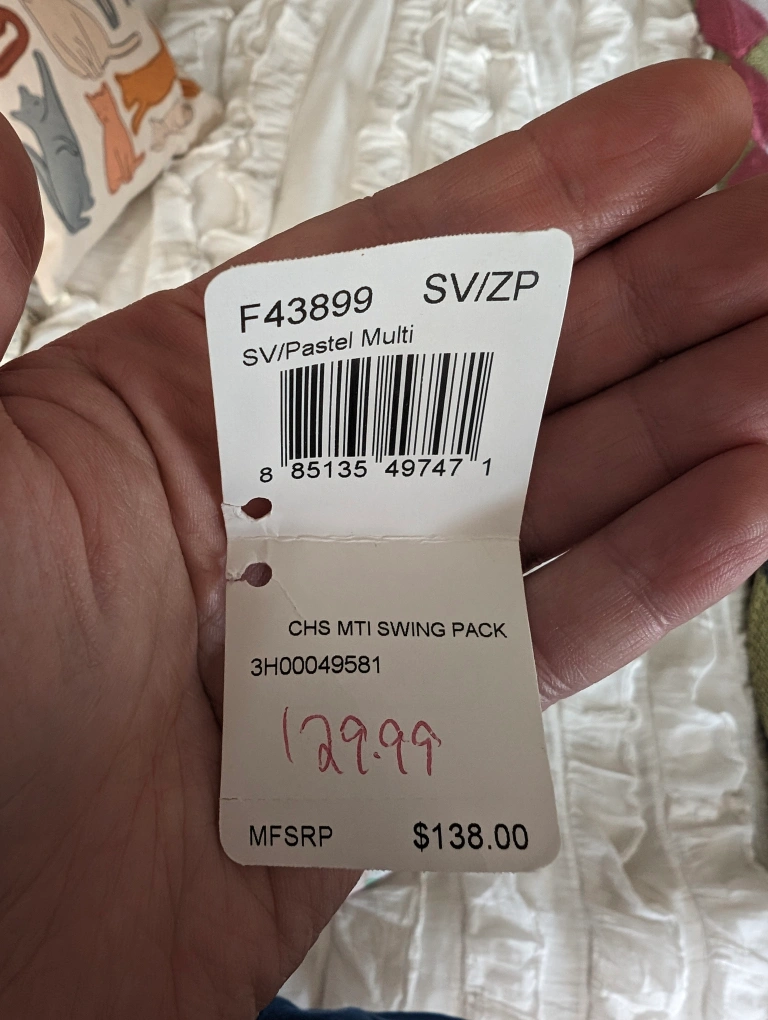 F43899 SV/ZP
SV/Pastel Multi
8 85135 49747 1
CHS MTI SWING PACK
3H00049581
129.99
MFSRP $138.00